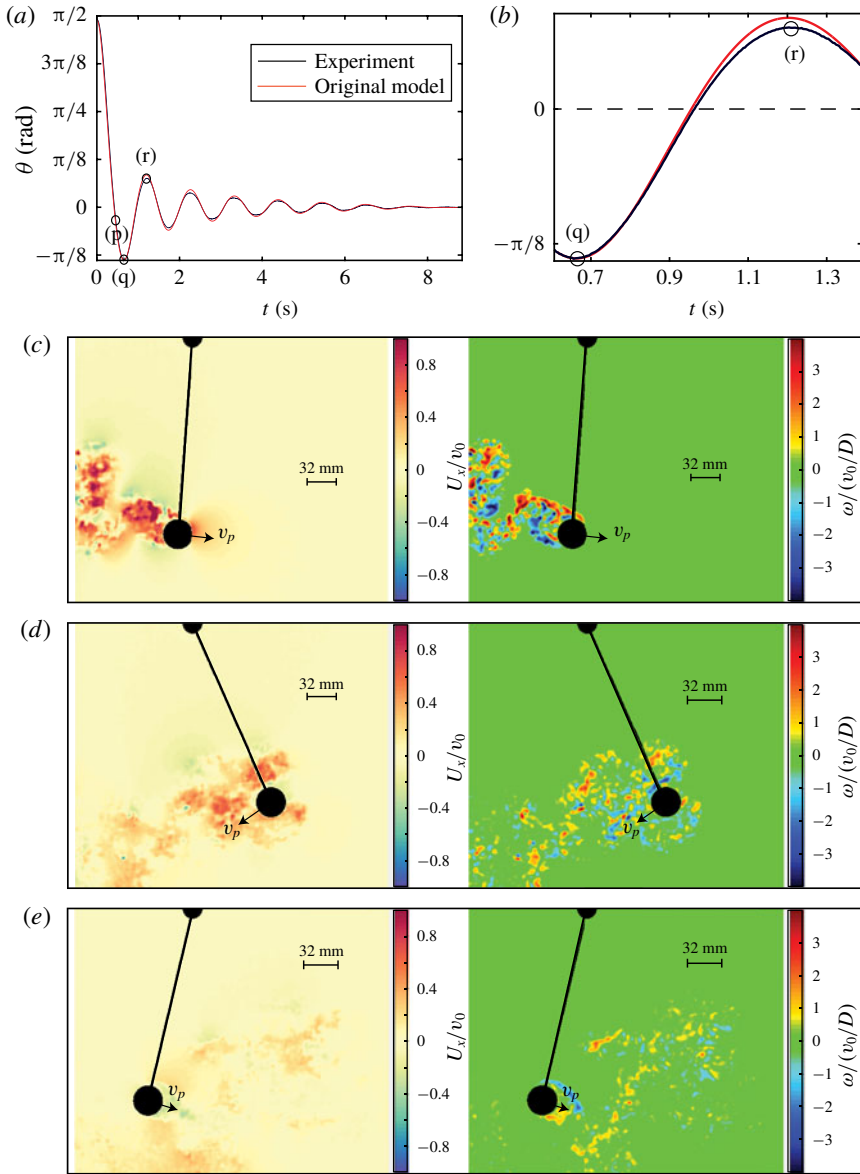 (a)
π/2
3π/8
π/4
π/8
0
−π/8
θ (rad)
Experiment
Original model
(r)
(p)
(q)
0
2
4
6
8
t (s)
(b)
0
−π/8
(r)
(q)
0.7
0.9
1.1
1.3
t (s)
(c)
32 mm
v_p
0.8
0.4
0
−0.4
−0.8
U_x/v_0
32 mm
v_p
3
2
1
0
−1
−2
−3
ω/(v_0/D)
(d)
32 mm
v_p
0.8
0.4
0
−0.4
−0.8
U_x/v_0
32 mm
v_p
3
2
1
0
−1
−2
−3
ω/(v_0/D)
(e)
32 mm
v_p
0.8
0.4
0
−0.4
−0.8
U_x/v_0
32 mm
v_p
3
2
1
0
−1
−2
−3
ω/(v_0/D)